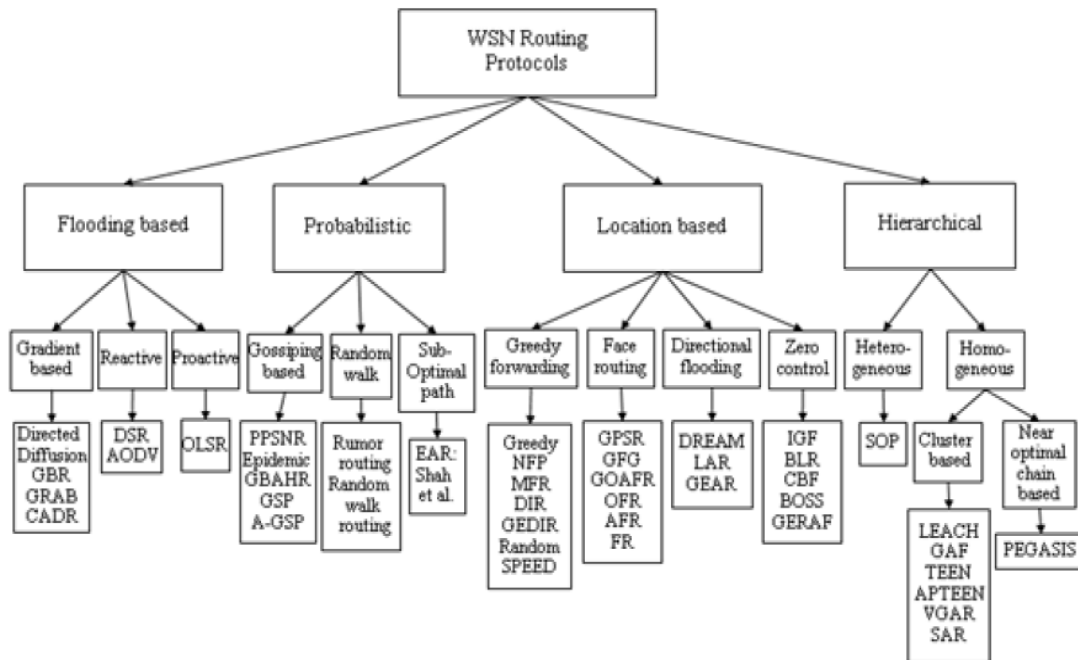 WSN Routing
Protocols
Flooding based
Probabilistic
Location based
Hierarchical
Gradient
based
Reactive
Proactive
Gossiping
based
Random
walk
Sub-
Optimal
path
Greedy
forwarding
Face
routing
Directional
flooding
Zero
control
Hetero-
geneous
Homo-
geneous
Directed
Diffusion
GBR
GRAB
CADR
DSR
AODV
OLSR
PPSNR
Epidemic
GBAHR
GSP
A-GSP
Rumor
routing
Random
walk
routing
EAR:
Shah
et al.
Greedy
NFP
MFR
DIR
GEDIR
Random
SPEED
GPSR
GFG
GOAFR
OFR
AFR
FR
DREAM
LAR
GEAR
IGF
BLR
CBF
BOSS
GERAF
SOP
Cluster
based
Near
optimal
chain based
LEACH
GAF
TEEN
APTEEN
VGAR
SAR
PEGASIS